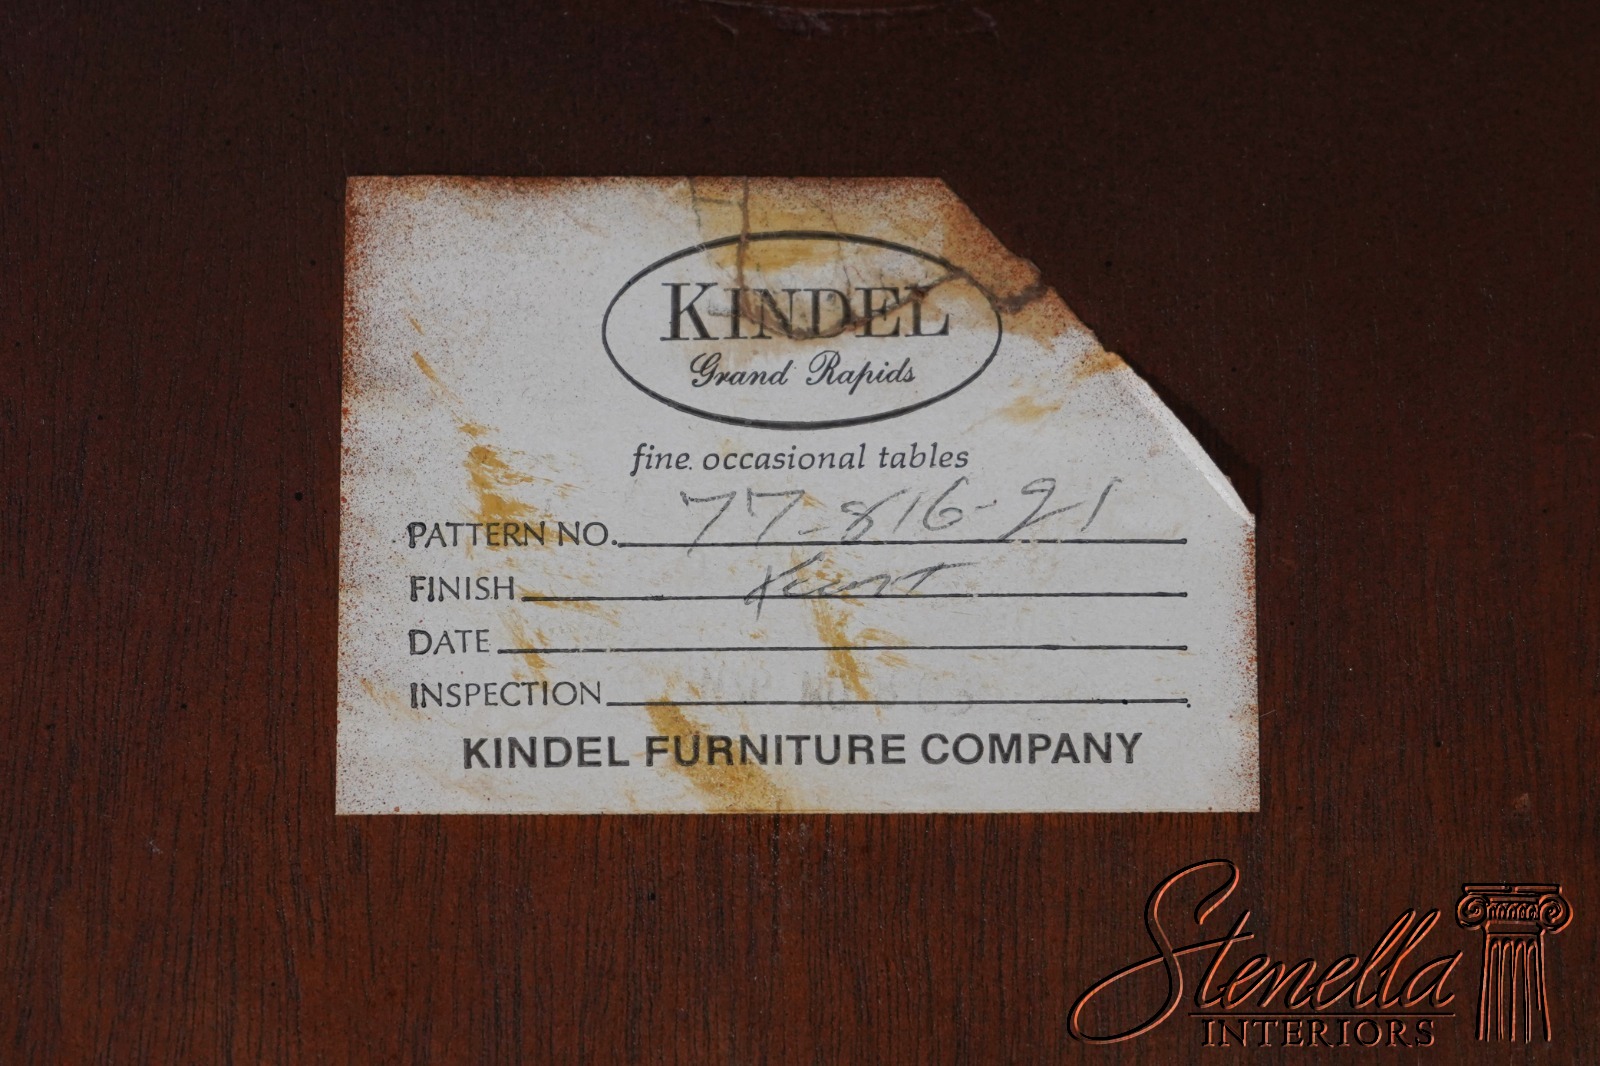 KINDEL
Grand Rapids
fine occasional tables
PATTERN NO. 77-816-21
FINISH Kent
DATE
INSPECTION
KINDEL FURNITURE COMPANY
Stenella
INTERIORS